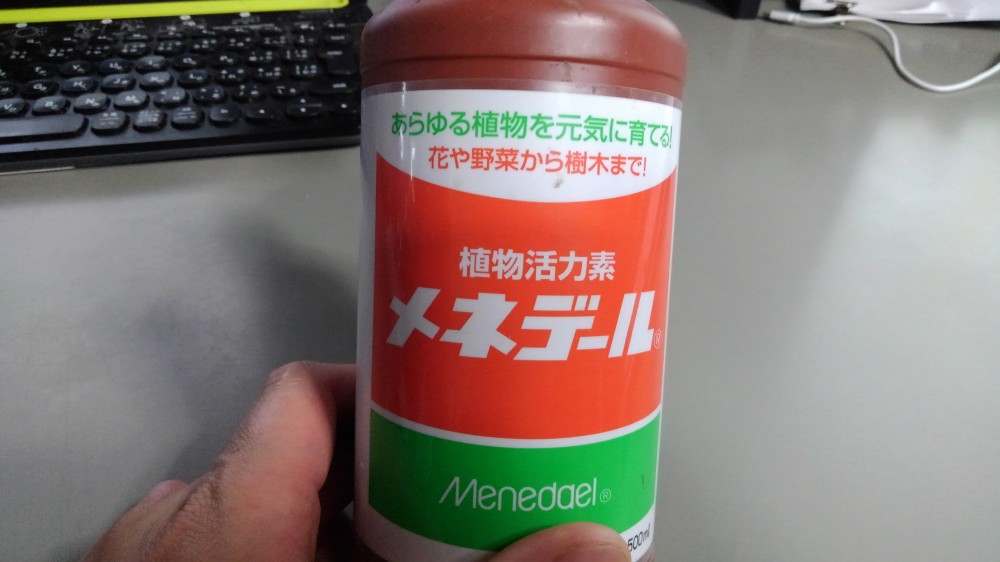 あらゆる植物を元気に育てる!
花や野菜から樹木まで!
植物活力素
メネデール®
Menedael®
500ml